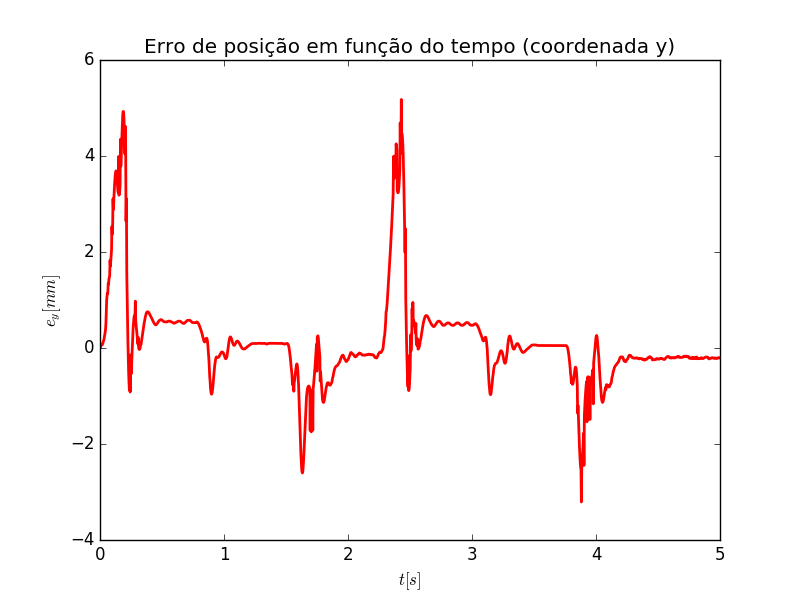 Erro de posição em função do tempo (coordenada y)
6
4
2
0
−2
−4
e_y[mm]
0 1 2 3 4 5
t[s]